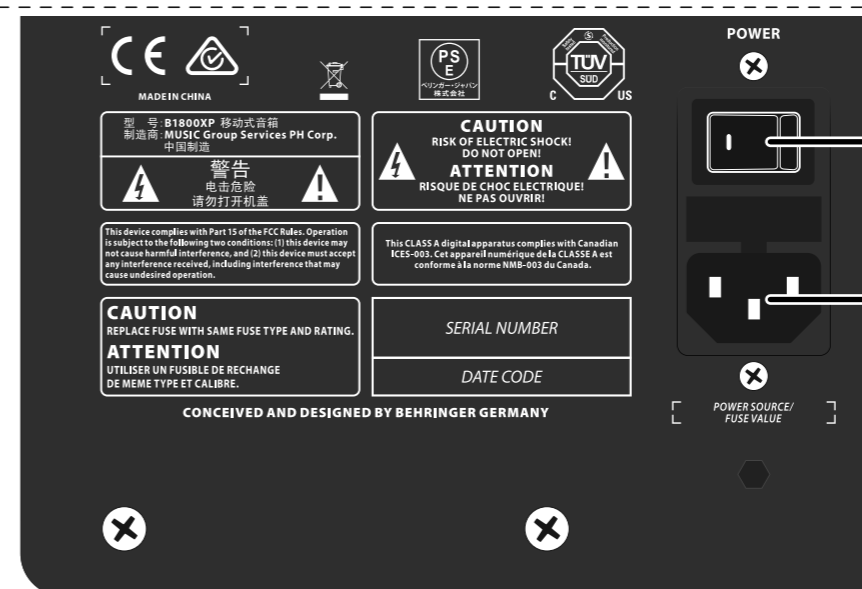 CE
MADE IN CHINA
PS
E
ベリンガー・ジャパン
株式会社
TÜV
SÜD
C US
POWER
型 号:B1800XP 移动式音箱
制造商:MUSIC Group Services PH Corp.
中国制造
警告
电击危险
请勿打开机盖
CAUTION
RISK OF ELECTRIC SHOCK!
DO NOT OPEN!
ATTENTION
RISQUE DE CHOC ELECTRIQUE!
NE PAS OUVRIR!
This device complies with Part 15 of the FCC Rules. Operation
is subject to the following two conditions: (1) this device may
not cause harmful interference, and (2) this device must accept
any interference received, including interference that may
cause undesired operation.
This CLASS A digital apparatus complies with Canadian
ICES-003. Cet appareil numérique de la CLASSE A est
conforme à la norme NMB-003 du Canada.
CAUTION
REPLACE FUSE WITH SAME FUSE TYPE AND RATING.
ATTENTION
UTILISER UN FUSIBLE DE RECHANGE
DE MEME TYPE ET CALIBRE.
SERIAL NUMBER
DATE CODE
CONCEIVED AND DESIGNED BY BEHRINGER GERMANY
POWER SOURCE/
FUSE VALUE